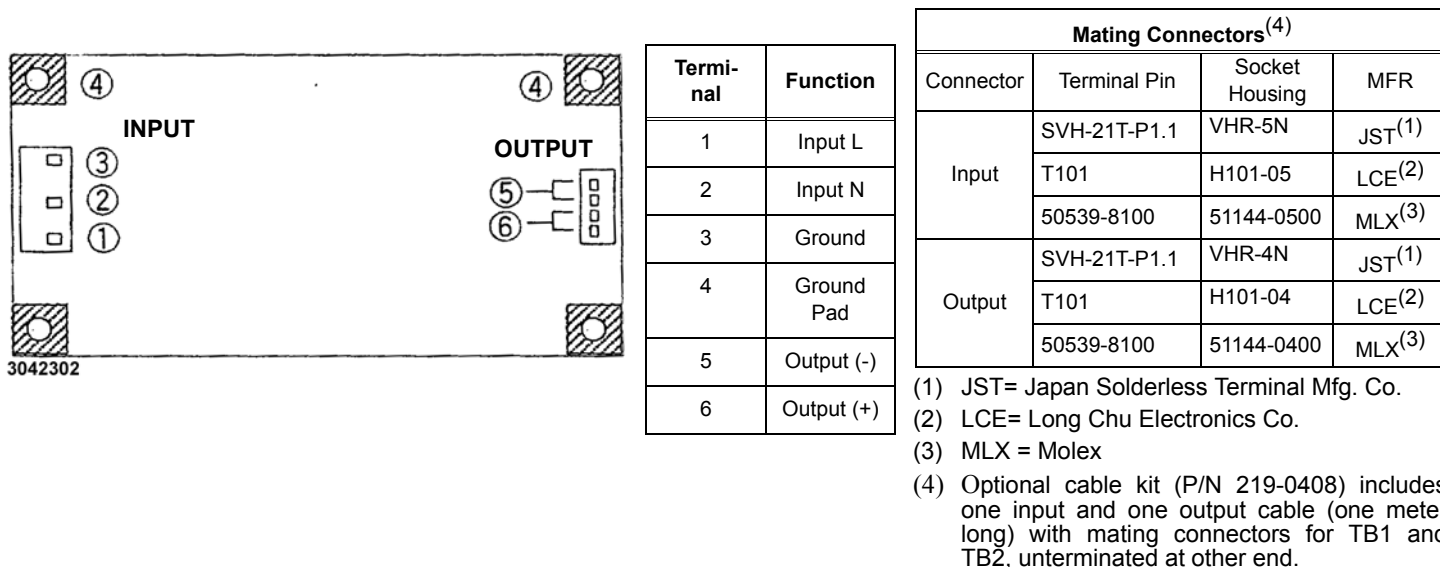 ④ ④
INPUT
OUTPUT
③
② ⑤
① ⑥
3042302
Termi-
nal Function
1 Input L
2 Input N
3 Ground
4 Ground
Pad
5 Output (-)
6 Output (+)
Mating Connectors(4)
Connector Terminal Pin Socket
Housing MFR
Input SVH-21T-P1.1 VHR-5N JST(1)
T101 H101-05 LCE(2)
50539-8100 51144-0500 MLX(3)
Output SVH-21T-P1.1 VHR-4N JST(1)
T101 H101-04 LCE(2)
50539-8100 51144-0400 MLX(3)
(1) JST= Japan Solderless Terminal Mfg. Co.
(2) LCE= Long Chu Electronics Co.
(3) MLX = Molex
(4) Optional cable kit (P/N 219-0408) includes
one input and one output cable (one mete
long) with mating connectors for TB1 and
TB2, unterminated at other end.